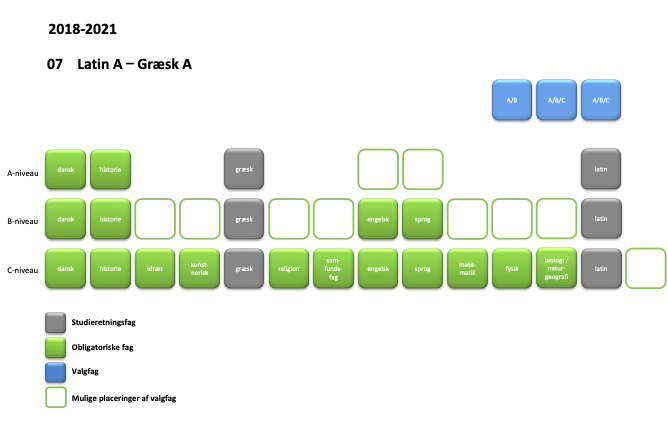 2018-2021
07 Latin A – Græsk A
A/B A/B/C A/B/C
A-niveau dansk historie græsk latin
B-niveau dansk historie græsk engelsk sprog latin
C-niveau dansk historie idræt kunst-
nerisk græsk religion sam-
funds-
fag engelsk sprog mate-
matik fysik biologi /
natur-
geografi latin
Studieretningsfag
Obligatoriske fag
Valgfag
Mulige placeringer af valgfag